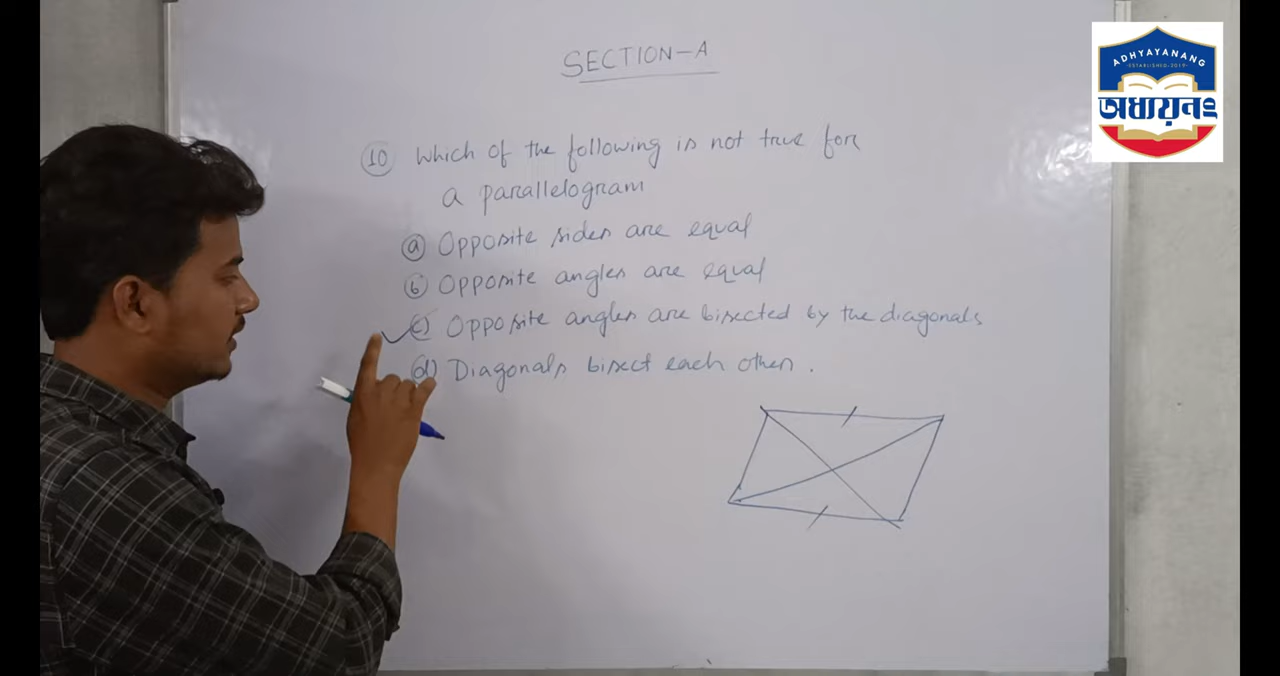 SECTION-A
10 Which of the following is not true for
a parallelogram
a Opposite sides are equal
b Opposite angles are equal
c) Opposite angles are bisected by the diagonals
d) Diagonals bisect each other.
ADHYAYANANG
·ESTABLISHED-2019·
অধ্যয়নং